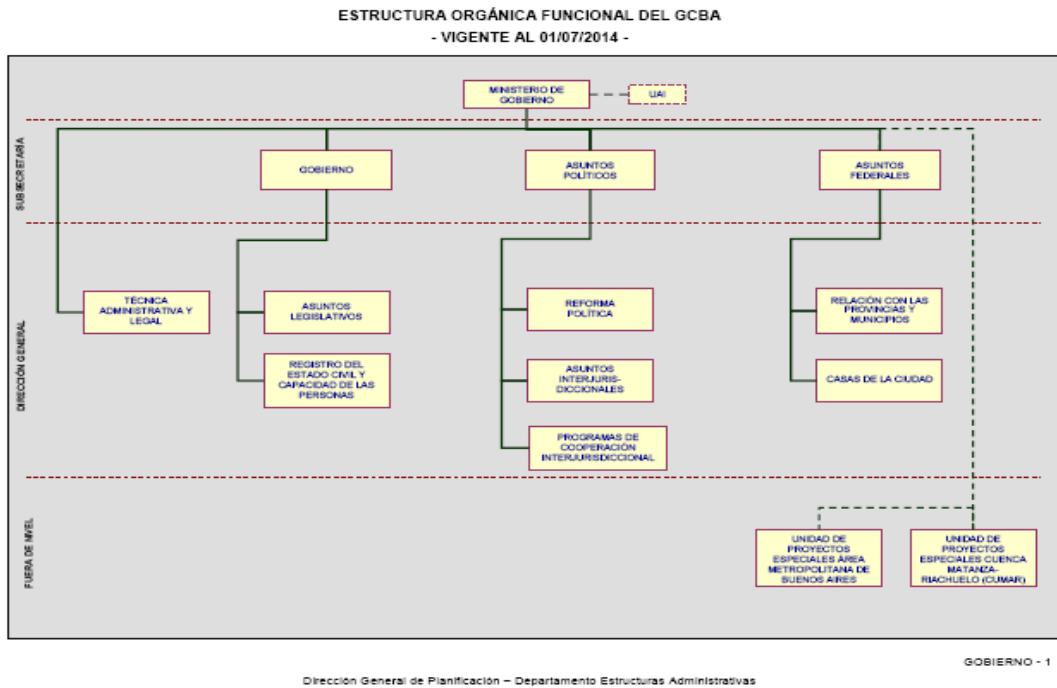 ESTRUCTURA ORGÁNICA FUNCIONAL DEL GCBA
- VIGENTE AL 01/07/2014 -
MINISTERIO DE
GOBIERNO
UAI
SUBSECRETARÍA
GOBIERNO
ASUNTOS
POLÍTICOS
ASUNTOS
FEDERALES
DIRECCIÓN GENERAL
TÉCNICA
ADMINISTRATIVA Y
LEGAL
ASUNTOS
LEGISLATIVOS
REGISTRO DEL
ESTADO CIVIL Y
CAPACIDAD DE LAS
PERSONAS
REFORMA
POLÍTICA
ASUNTOS
INTERJURIS-
DICCIONALES
PROGRAMAS DE
COOPERACIÓN
INTERJURISDICCIONAL
RELACIÓN CON LAS
PROVINCIAS Y
MUNICIPIOS
CASAS DE LA CIUDAD
FUERA DE NIVEL
UNIDAD DE
PROYECTOS
ESPECIALES ÁREA
METROPOLITANA DE
BUENOS AIRES
UNIDAD DE
PROYECTOS
ESPECIALES CUENCA
MATANZA-
RIACHUELO (CUMAR)
GOBIERNO - 1
Dirección General de Planificación – Departamento Estructuras Administrativas